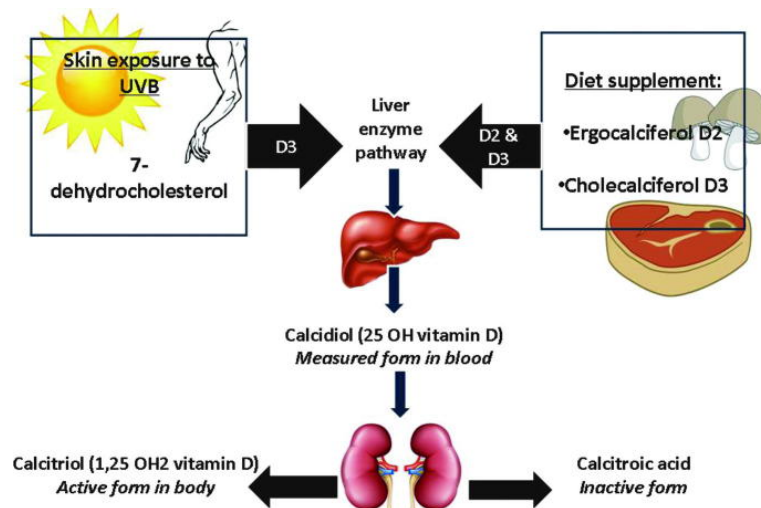 Skin exposure to
UVB
7-
dehydrocholesterol
D3
Liver
enzyme
pathway
D2 &
D3
Diet supplement:
•Ergocalciferol D2
•Cholecalciferol D3
Calcidiol (25 OH vitamin D)
Measured form in blood
Calcitriol (1,25 OH2 vitamin D)
Active form in body
Calcitroic acid
Inactive form